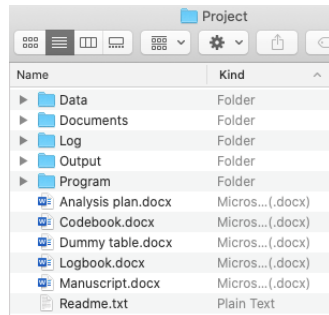 Project
Name Kind
Data Folder
Documents Folder
Log Folder
Output Folder
Program Folder
Analysis plan.docx Micros...(.docx)
Codebook.docx Micros...(.docx)
Dummy table.docx Micros...(.docx)
Logbook.docx Micros...(.docx)
Manuscript.docx Micros...(.docx)
Readme.txt Plain Text